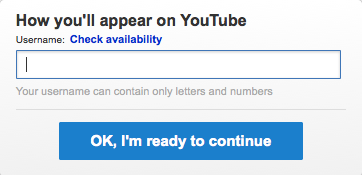 How you'll appear on YouTube
Username: Check availability
Your username can contain only letters and numbers
OK, I'm ready to continue